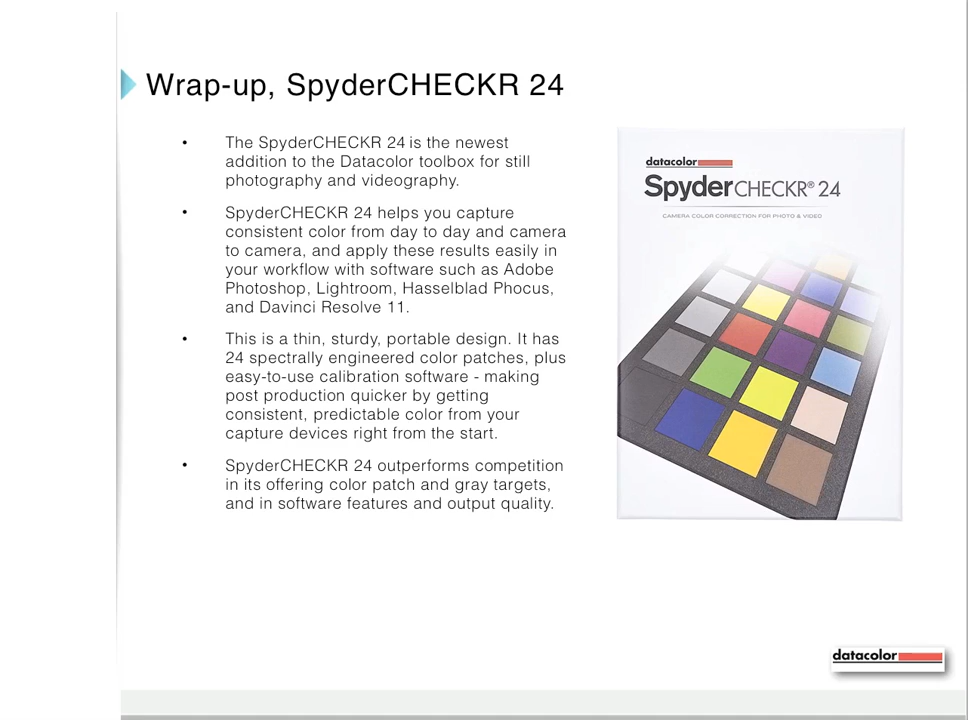 Wrap-up, SpyderCHECKR 24
• The SpyderCHECKR 24 is the newest
addition to the Datacolor toolbox for still
photography and videography.
• SpyderCHECKR 24 helps you capture
consistent color from day to day and camera
to camera, and apply these results easily in
your workflow with software such as Adobe
Photoshop, Lightroom, Hasselblad Phocus,
and Davinci Resolve 11.
• This is a thin, sturdy, portable design. It has
24 spectrally engineered color patches, plus
easy-to-use calibration software - making
post production quicker by getting
consistent, predictable color from your
capture devices right from the start.
• SpyderCHECKR 24 outperforms competition
in its offering color patch and gray targets,
and in software features and output quality.
datacolor
SpyderCHECKR® 24
CAMERA COLOR CORRECTION FOR PHOTO & VIDEO
datacolor